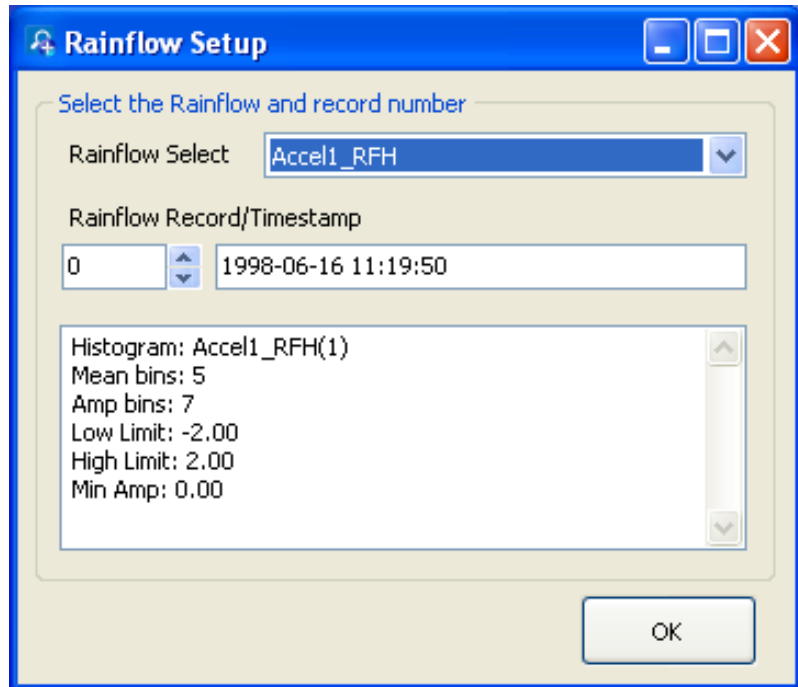 Rainflow Setup
Select the Rainflow and record number
Rainflow Select Accel1_RFH
Rainflow Record/Timestamp
0 1998-06-16 11:19:50
Histogram: Accel1_RFH(1)
Mean bins: 5
Amp bins: 7
Low Limit: -2.00
High Limit: 2.00
Min Amp: 0.00
OK